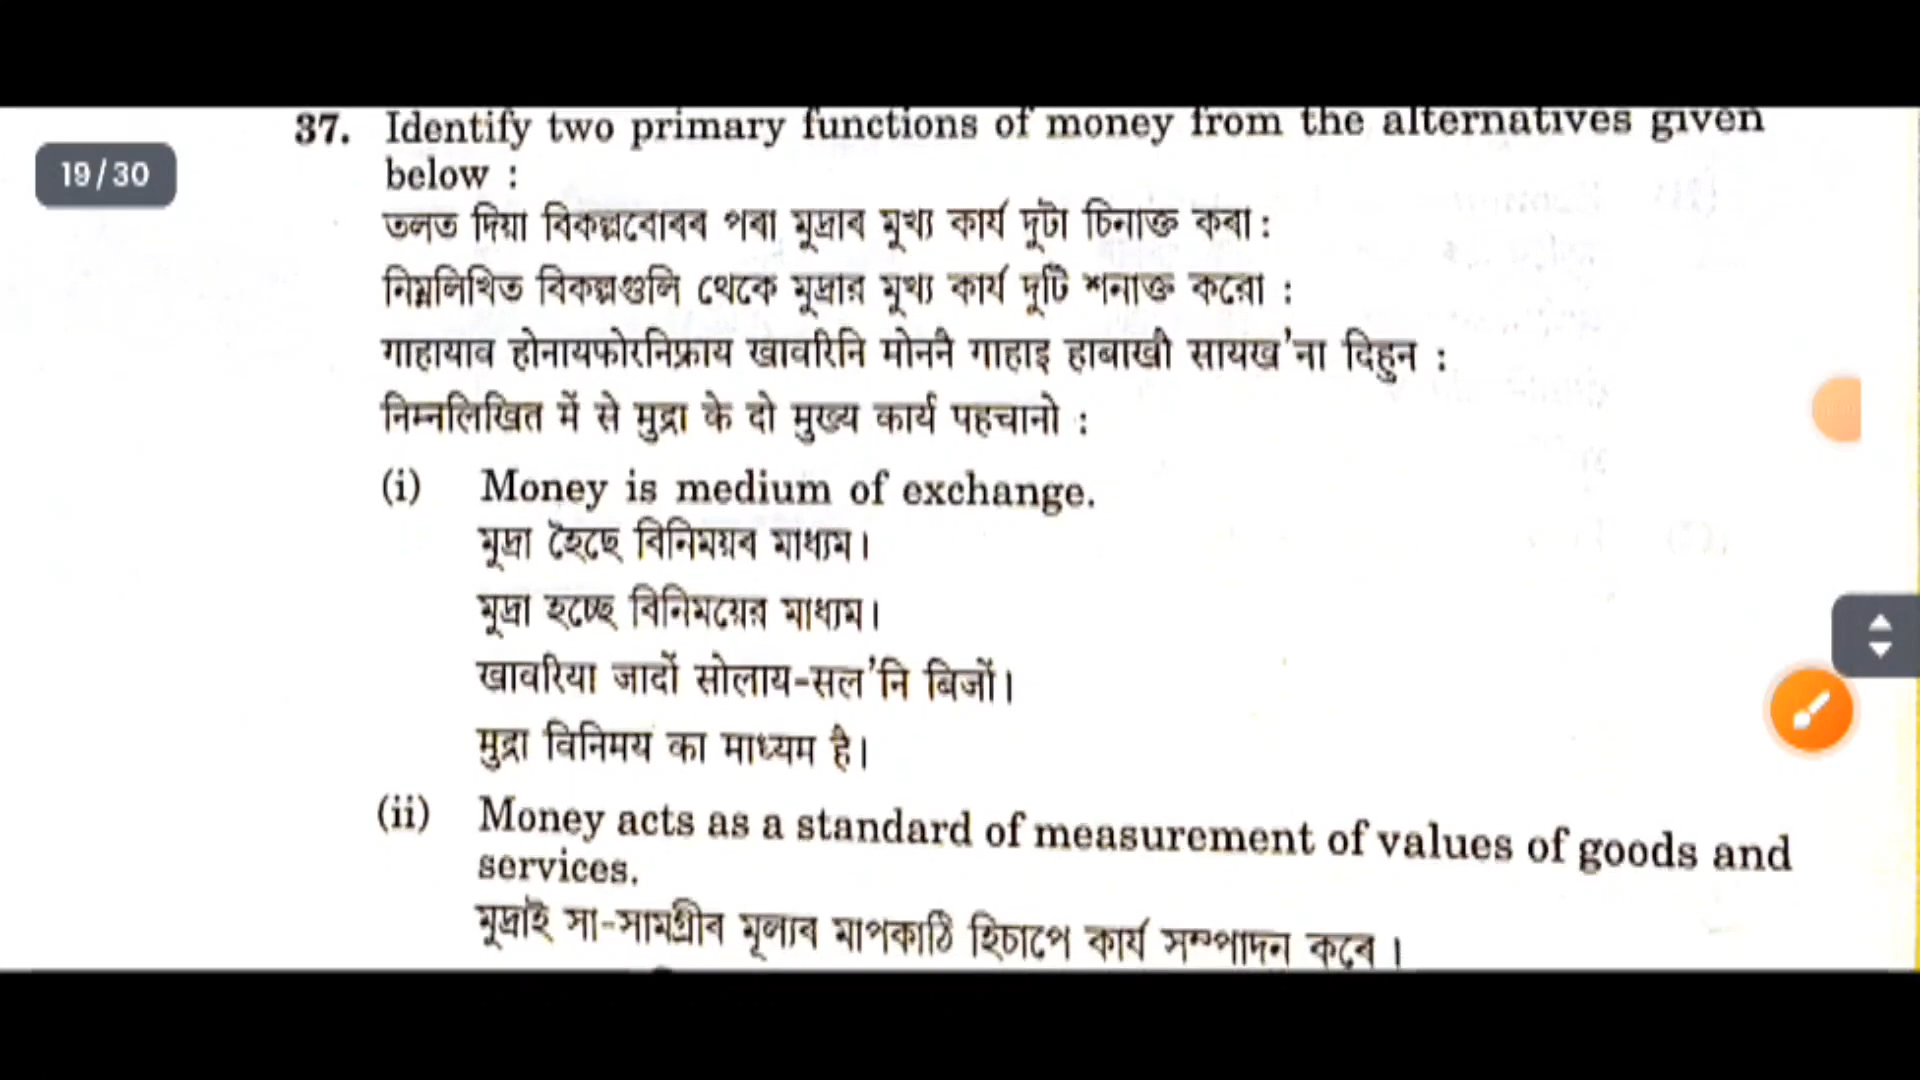 19/30
37. Identify two primary functions of money from the alternatives given
below :
তলত দিয়া বিকল্পবোৰৰ পৰা মুদ্ৰাৰ মুখ্য কাৰ্য দুটা চিনাক্ত কৰা :
নিম্নলিখিত বিকল্পগুলি থেকে মুদ্রার মুখ্য কার্য দুটি শনাক্ত করো :
गाहायाव होनायफोरनिफ्राय खावरिनि मोननै गाहाइ हाबाखौ सायख'ना दिहुन :
निम्नलिखित में से मुद्रा के दो मुख्य कार्य पहचानो :
(i) Money is medium of exchange.
মুদ্ৰা হৈছে বিনিময়ৰ মাধ্যম।
মুদ্রা হচ্ছে বিনিময়ের মাধ্যম।
खावरिया जादों सोलाय-सल'नि बिजों।
मुद्रा विनिमय का माध्यम है।
(ii) Money acts as a standard of measurement of values of goods and
services.
মুদ্ৰাই সা-সামগ্ৰীৰ মূল্যৰ মাপকাঠি হিচাপে কাৰ্য সম্পাদন কৰে।